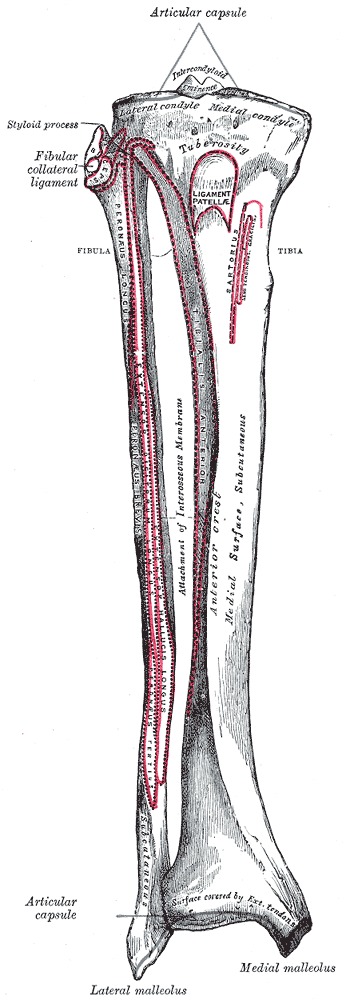 Articular capsule
Intercondyloid
eminence
Lateral condyle
Medial condyle
Styloid process
Tuberosity
Fibular
collateral
ligament
LIGAMENT
PATELLÆ
FIBULA
TIBIA
PERONÆUS LONGUS
SARTORIUS
TIBIALIS ANTERIOR
PERONÆUS BREVIS
Attachment of Interosseous Membrane
Anterior crest
Medial Surface, Subcutaneous
HALLUCIS LONGUS
PERONÆUS TERTIUS
Subcutaneous
Surface covered by Ext. tendons
Articular
capsule
Medial malleolus
Lateral malleolus